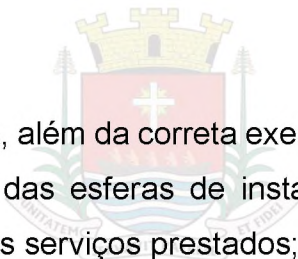 , além da correta exe
das esferas de insta
s serviços prestados;